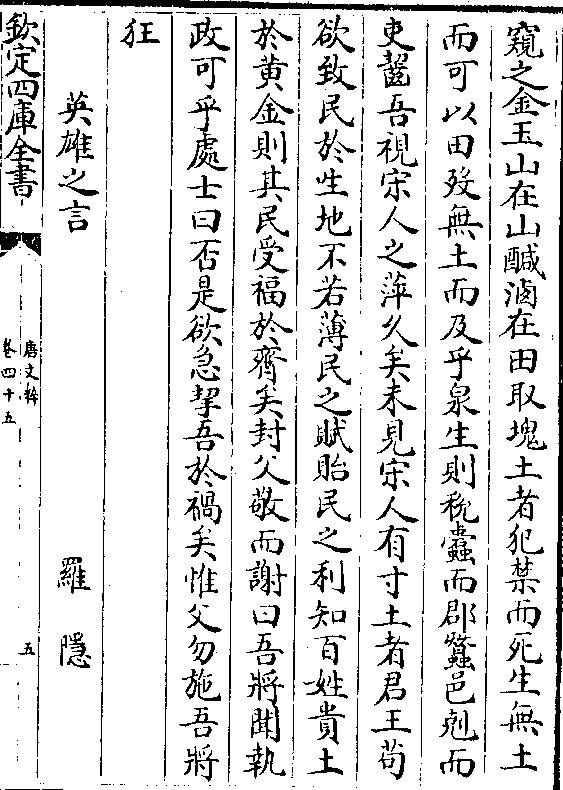 窺之金玉山在山鹹滷在田取塊土者犯禁而死生無土
而可以田歿無土而及乎泉生則稅蠹而郡蠶邑剋而
吏齧吾視宋人之萍久矣未見宋人有寸土者君王苟
欲致民於生地不若薄民之賦貽民之利知百姓貴土
於黄金則其民受福於齊矣封父敬而謝曰吾將聞執
政可乎處士曰否是欲急挈吾於禍矣惟父勿施吾將
狂
英雄之言 羅隱
欽定四庫全書
唐文粹
卷四十五
五